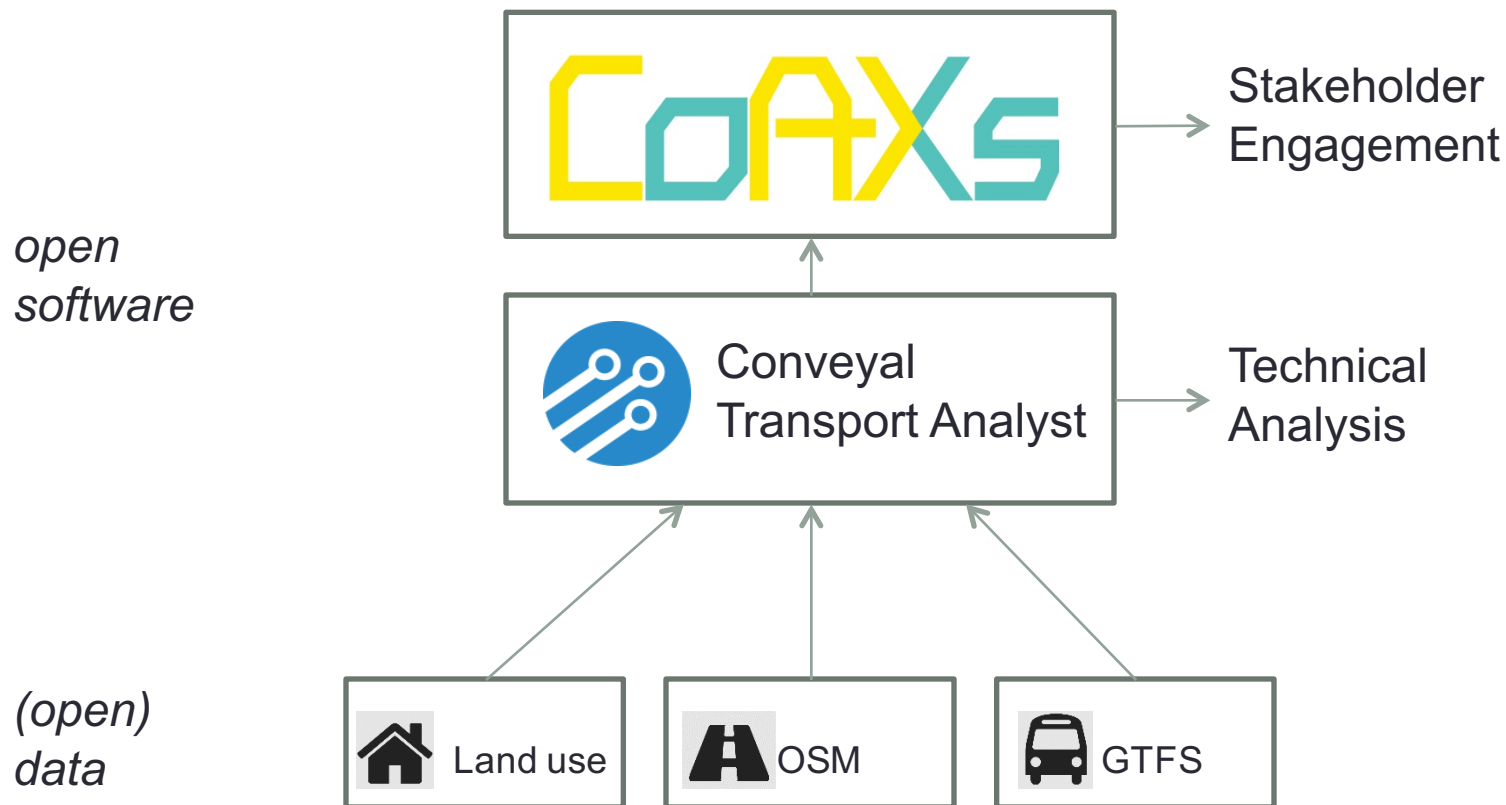 CoAXs
Stakeholder
Engagement
open
software
Conveyal
Transport Analyst
Technical
Analysis
(open)
data
Land use
OSM
GTFS